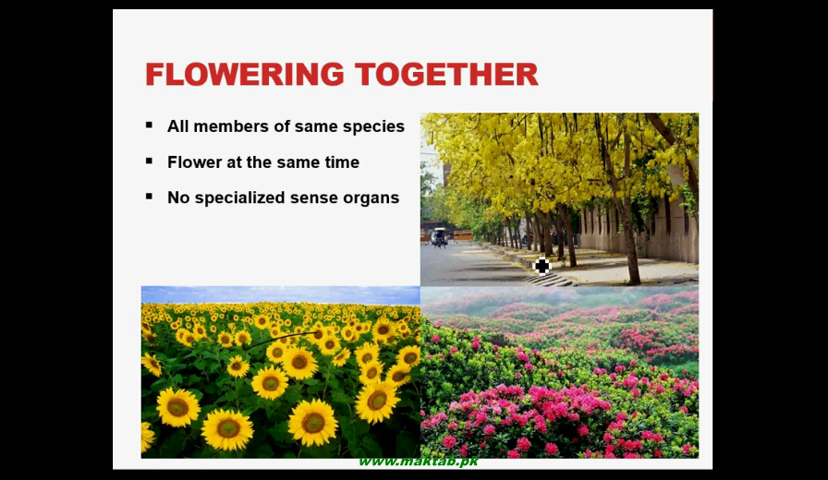 FLOWERING TOGETHER
▪ All members of same species
▪ Flower at the same time
▪ No specialized sense organs
www.maktab.pk